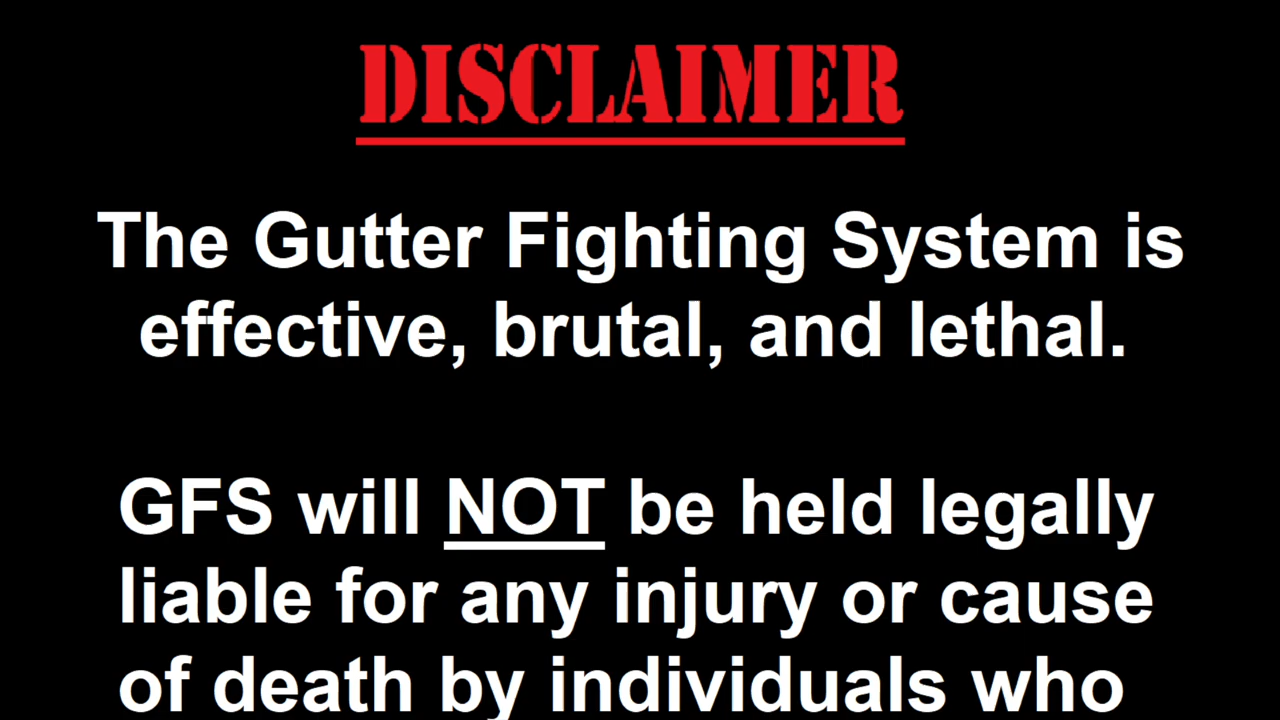 DISCLAIMER
The Gutter Fighting System is
effective, brutal, and lethal.
GFS will NOT be held legally
liable for any injury or cause
of death by individuals who